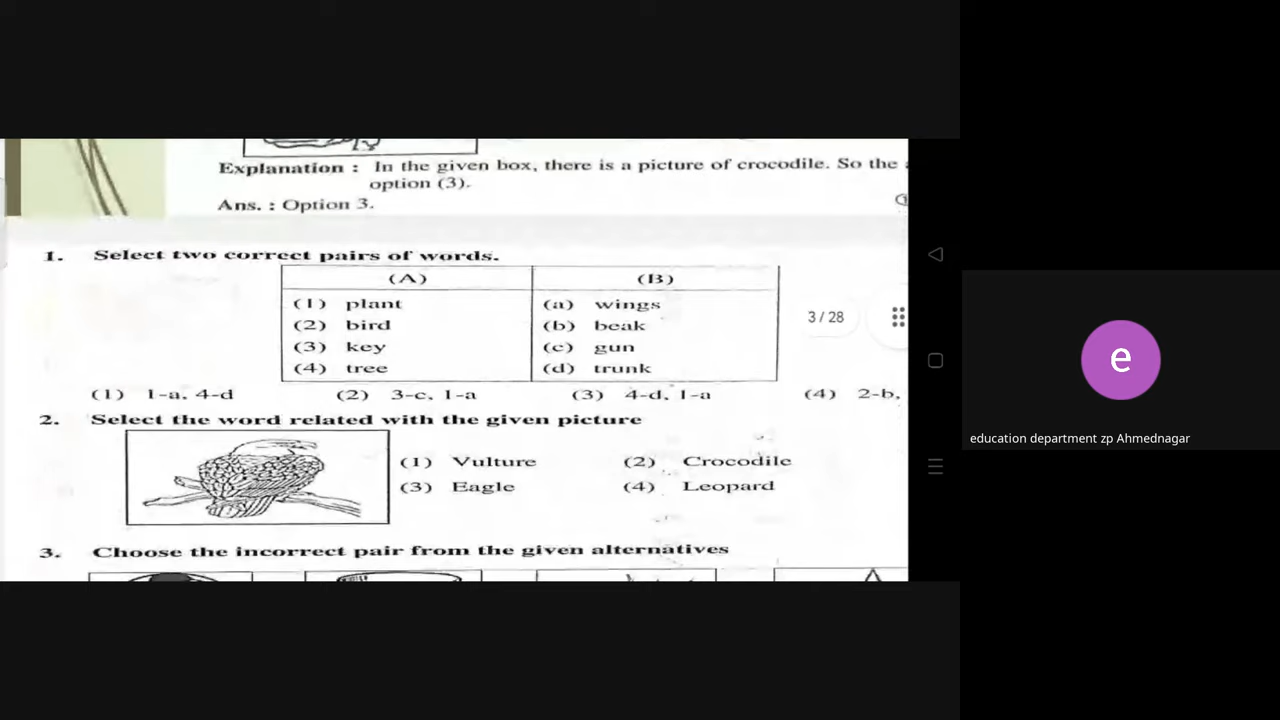 Explanation : In the given box, there is a picture of crocodile. So the
option (3).
Ans. : Option 3.
1. Select two correct pairs of words.
(A) (B)
(1) plant (a) wings
(2) bird (b) beak
(3) key (c) gun
(4) tree (d) trunk
3 / 28
(1) 1-a, 4-d (2) 3-c, 1-a (3) 4-d, 1-a (4) 2-b,
2. Select the word related with the given picture
(1) Vulture (2) Crocodile
(3) Eagle (4) Leopard
3. Choose the incorrect pair from the given alternatives
e
education department zp Ahmednagar